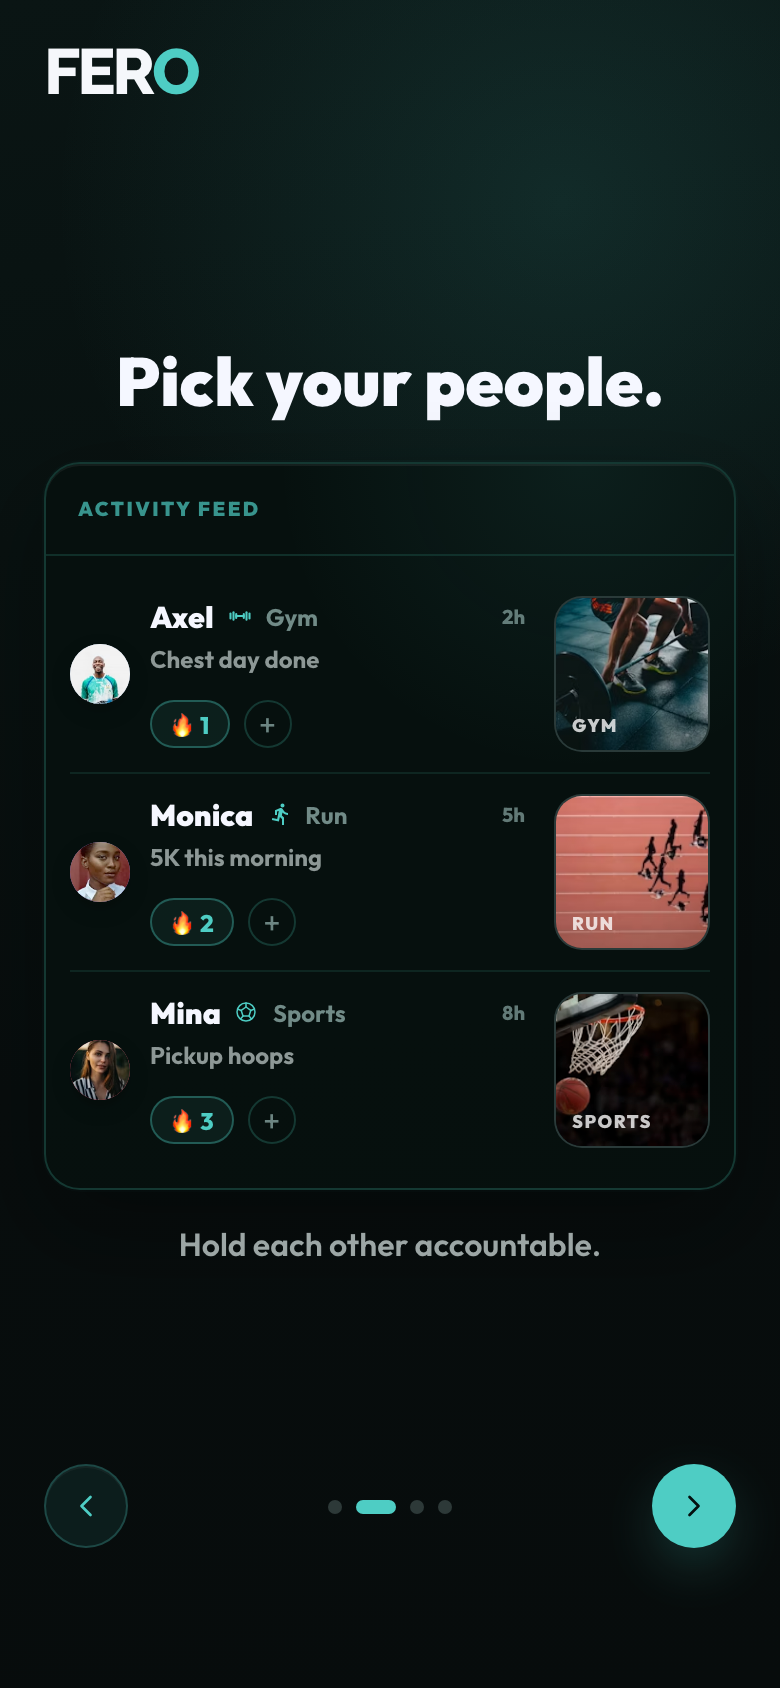 FERO
Pick your people.
ACTIVITY FEED
Axel Gym 2h
Chest day done
🔥 1 +
GYM
Monica Run 5h
5K this morning
🔥 2 +
RUN
Mina Sports 8h
Pickup hoops
🔥 3 +
SPORTS
Hold each other accountable.